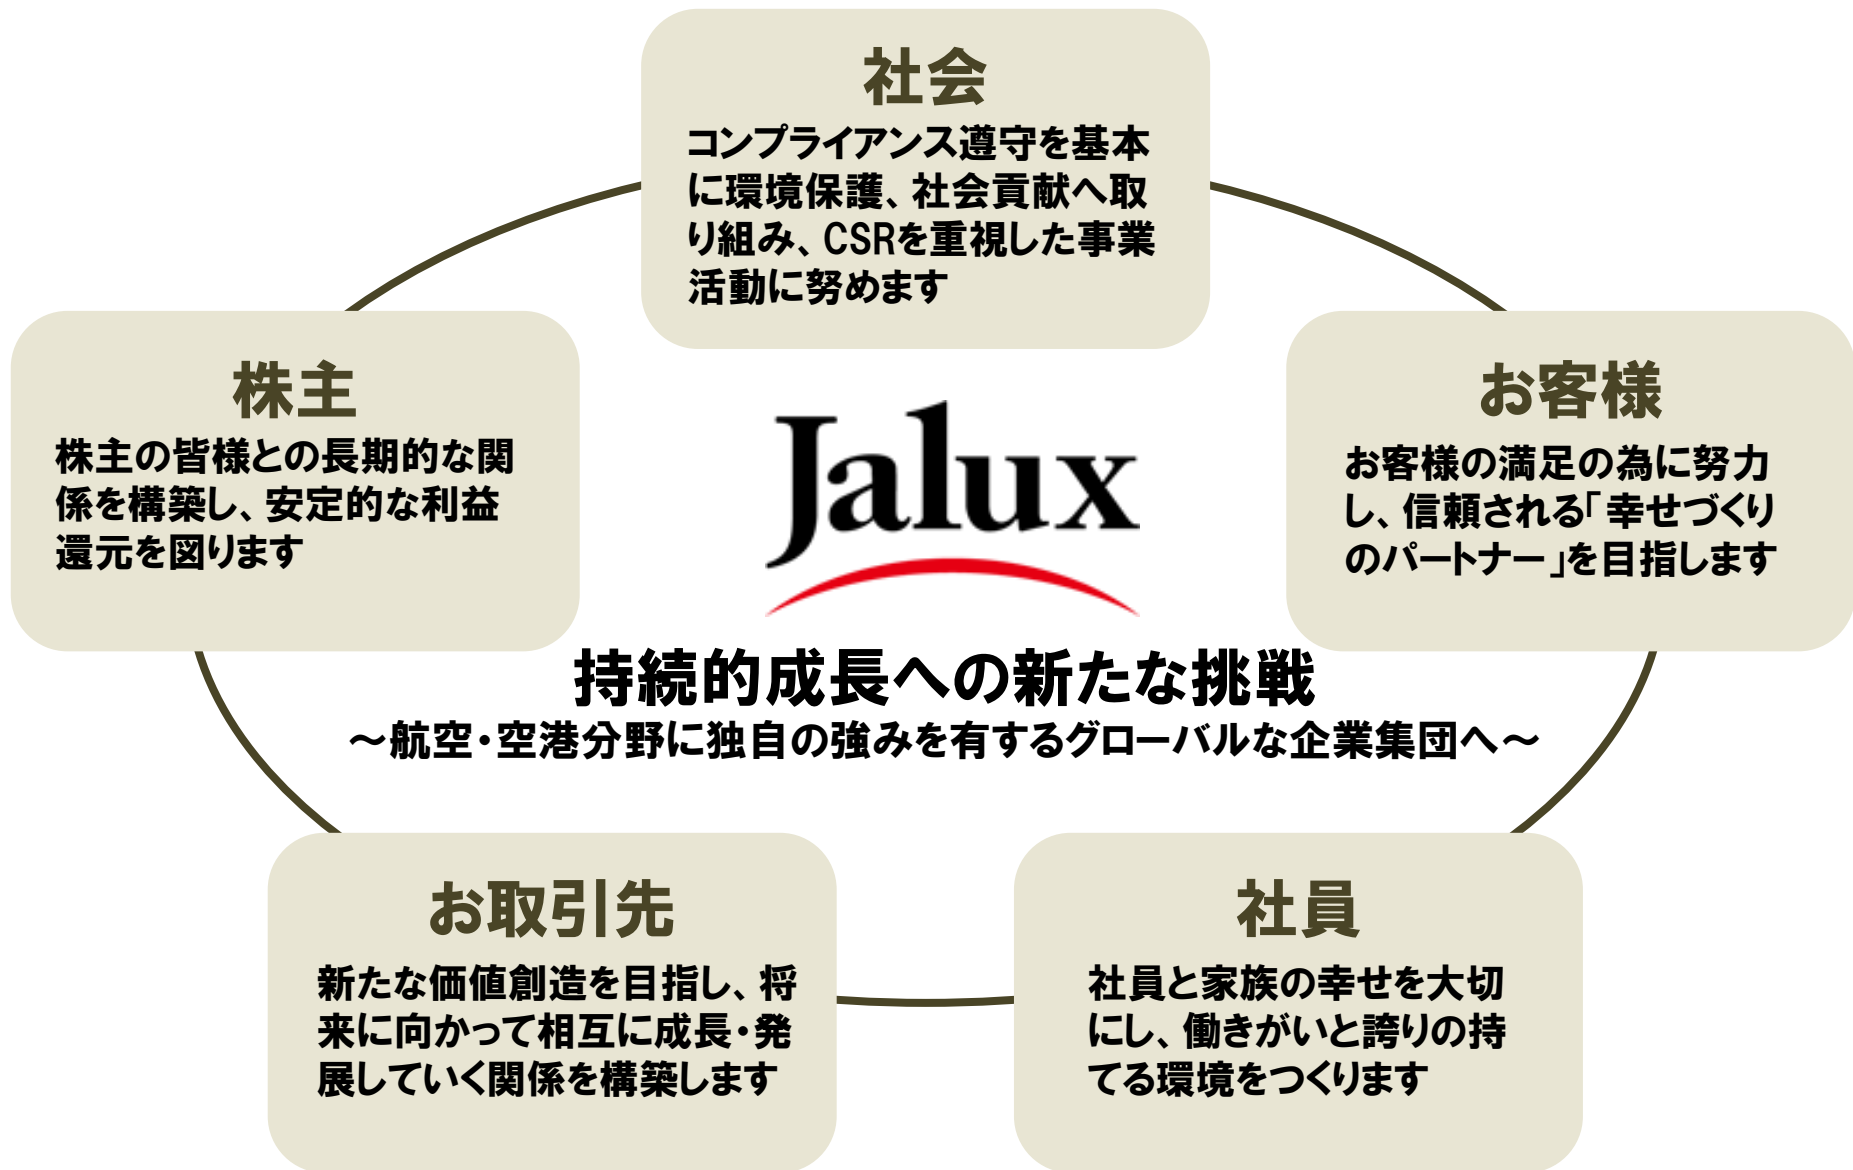 社会
コンプライアンス遵守を基本
に環境保護、社会貢献へ取
り組み、CSRを重視した事業
活動に努めます
株主
株主の皆様との長期的な関
係を構築し、安定的な利益
還元を図ります
Jalux
お客様
お客様の満足の為に努力
し、信頼される「幸せづくり
のパートナー」を目指します
持続的成長への新たな挑戦
～航空・空港分野に独自の強みを有するグローバルな企業集団へ～
お取引先
新たな価値創造を目指し、将
来に向かって相互に成長・発
展していく関係を構築します
社員
社員と家族の幸せを大切
にし、働きがいと誇りの持
てる環境をつくります